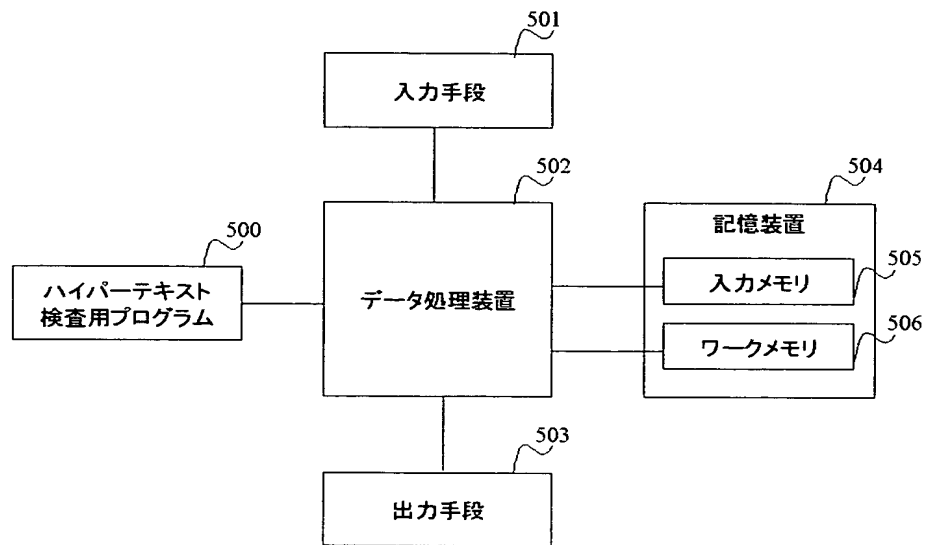 501
入力手段
502
504
データ処理装置
記憶装置
500
505
ハイパーテキスト
検査用プログラム
入力メモリ
506
ワークメモリ
503
出力手段